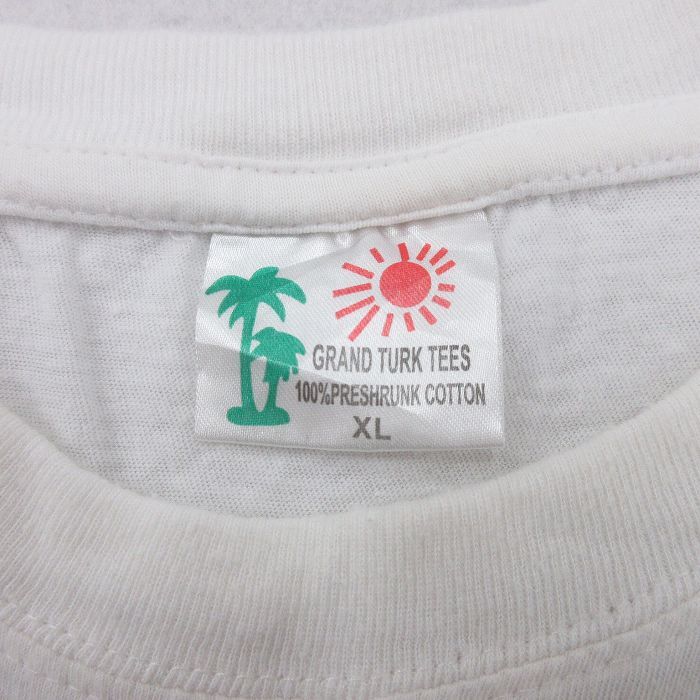 GRAND TURK TEES
100%PRESHRUNK COTTON
XL